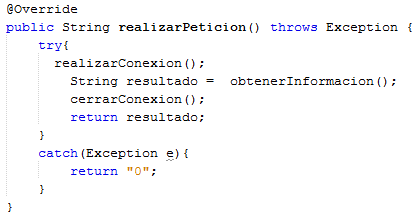 @Override
public String realizarPeticion() throws Exception {
try{
realizarConexion();
String resultado =  obtenerInformacion();
cerrarConexion();
return resultado;
}
catch(Exception e){
return "0";
}
}